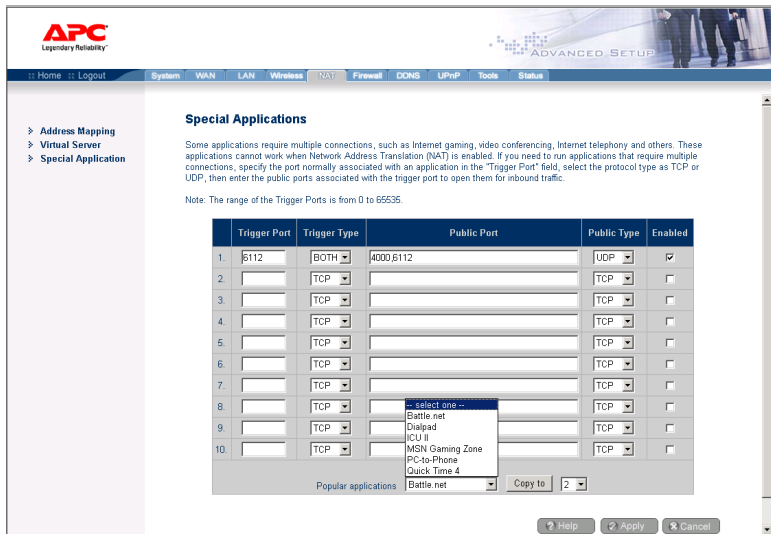 APC
Legendary Reliability™
ADVANCED SETUP
:: Home :: Logout
System WAN LAN Wireless NAT Firewall DDNS UPnP Tools Status
Address Mapping
Virtual Server
Special Application
Special Applications
Some applications require multiple connections, such as Internet gaming, video conferencing, Internet telephony and others. These
applications cannot work when Network Address Translation (NAT) is enabled. If you need to run applications that require multiple
connections, specify the port normally associated with an application in the "Trigger Port" field, select the protocol type as TCP or
UDP, then enter the public ports associated with the trigger port to open them for inbound traffic.
Note: The range of the Trigger Ports is from 0 to 65535.
Trigger Port Trigger Type Public Port Public Type Enabled
1. 6112 BOTH 4000,6112 UDP
2. TCP TCP
3. TCP TCP
4. TCP TCP
5. TCP TCP
6. TCP TCP
7. TCP TCP
8. TCP TCP
9. TCP TCP
10. TCP TCP
-- select one --
Battle.net
Dialpad
ICU II
MSN Gaming Zone
PC-to-Phone
Quick Time 4
Popular applications Battle.net Copy to 2
Help Apply Cancel